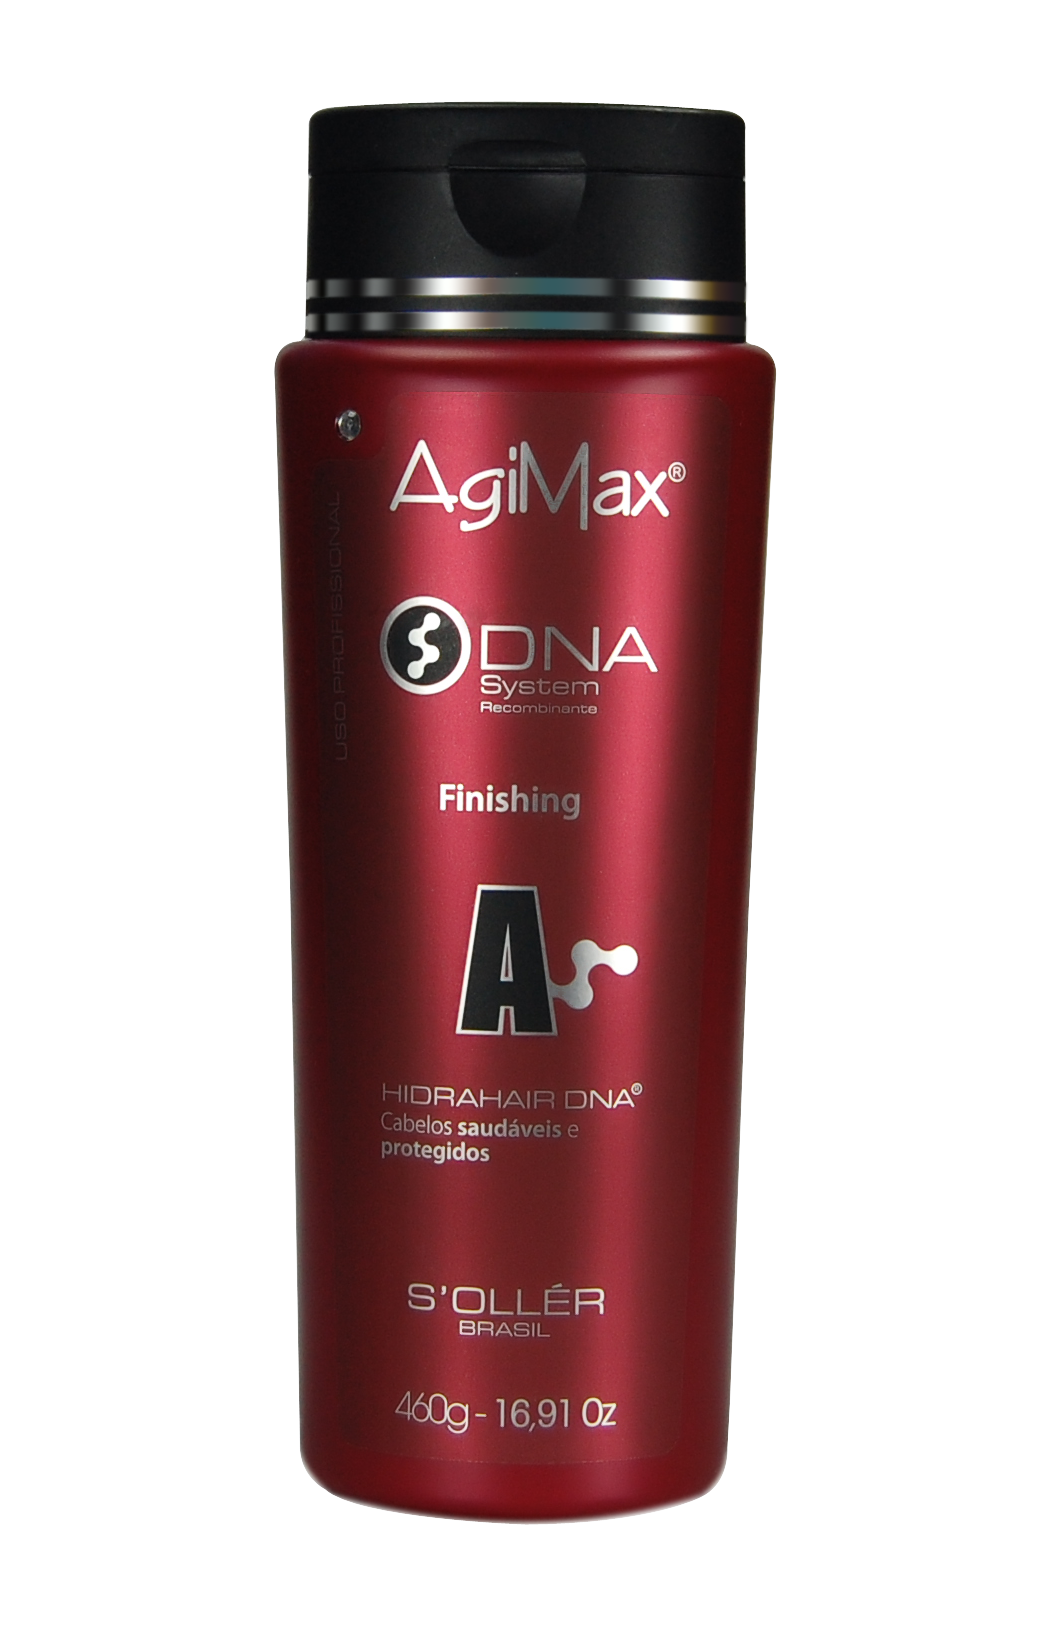 AgiMax®
USO PROFISSIONAL
DNA
System
Recombinante
Finishing
A
HIDRAHAIR DNA®
Cabelos saudáveis e
protegidos
S'OLLÉR
BRASIL
460g - 16,91 Oz